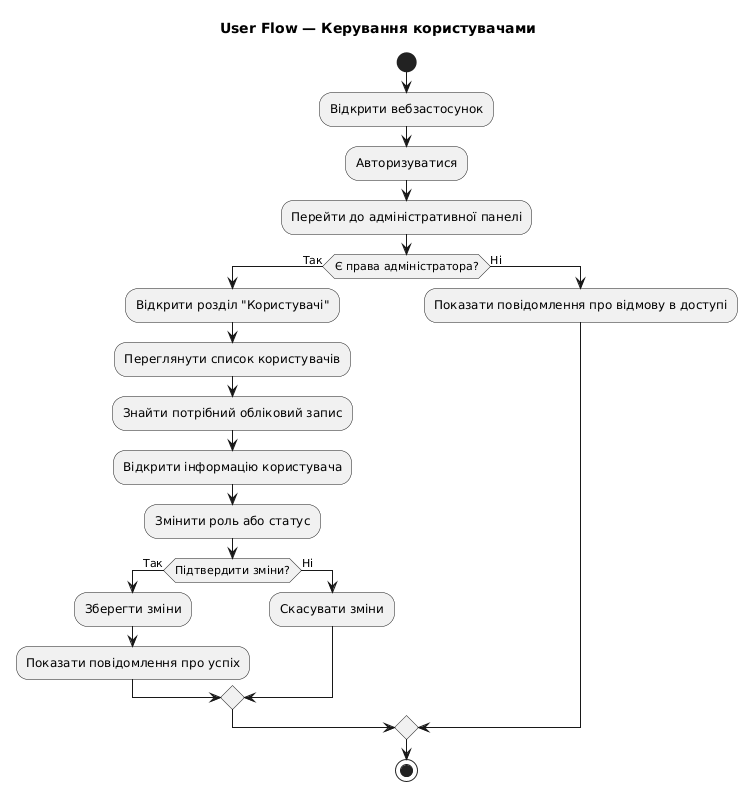 User Flow — Керування користувачами
Відкрити вебзастосунок
Авторизуватися
Перейти до адміністративної панелі
Є права адміністратора?
Так
Ні
Відкрити розділ "Користувачі"
Показати повідомлення про відмову в доступі
Переглянути список користувачів
Знайти потрібний обліковий запис
Відкрити інформацію користувача
Змінити роль або статус
Підтвердити зміни?
Так
Ні
Зберегти зміни
Скасувати зміни
Показати повідомлення про успіх